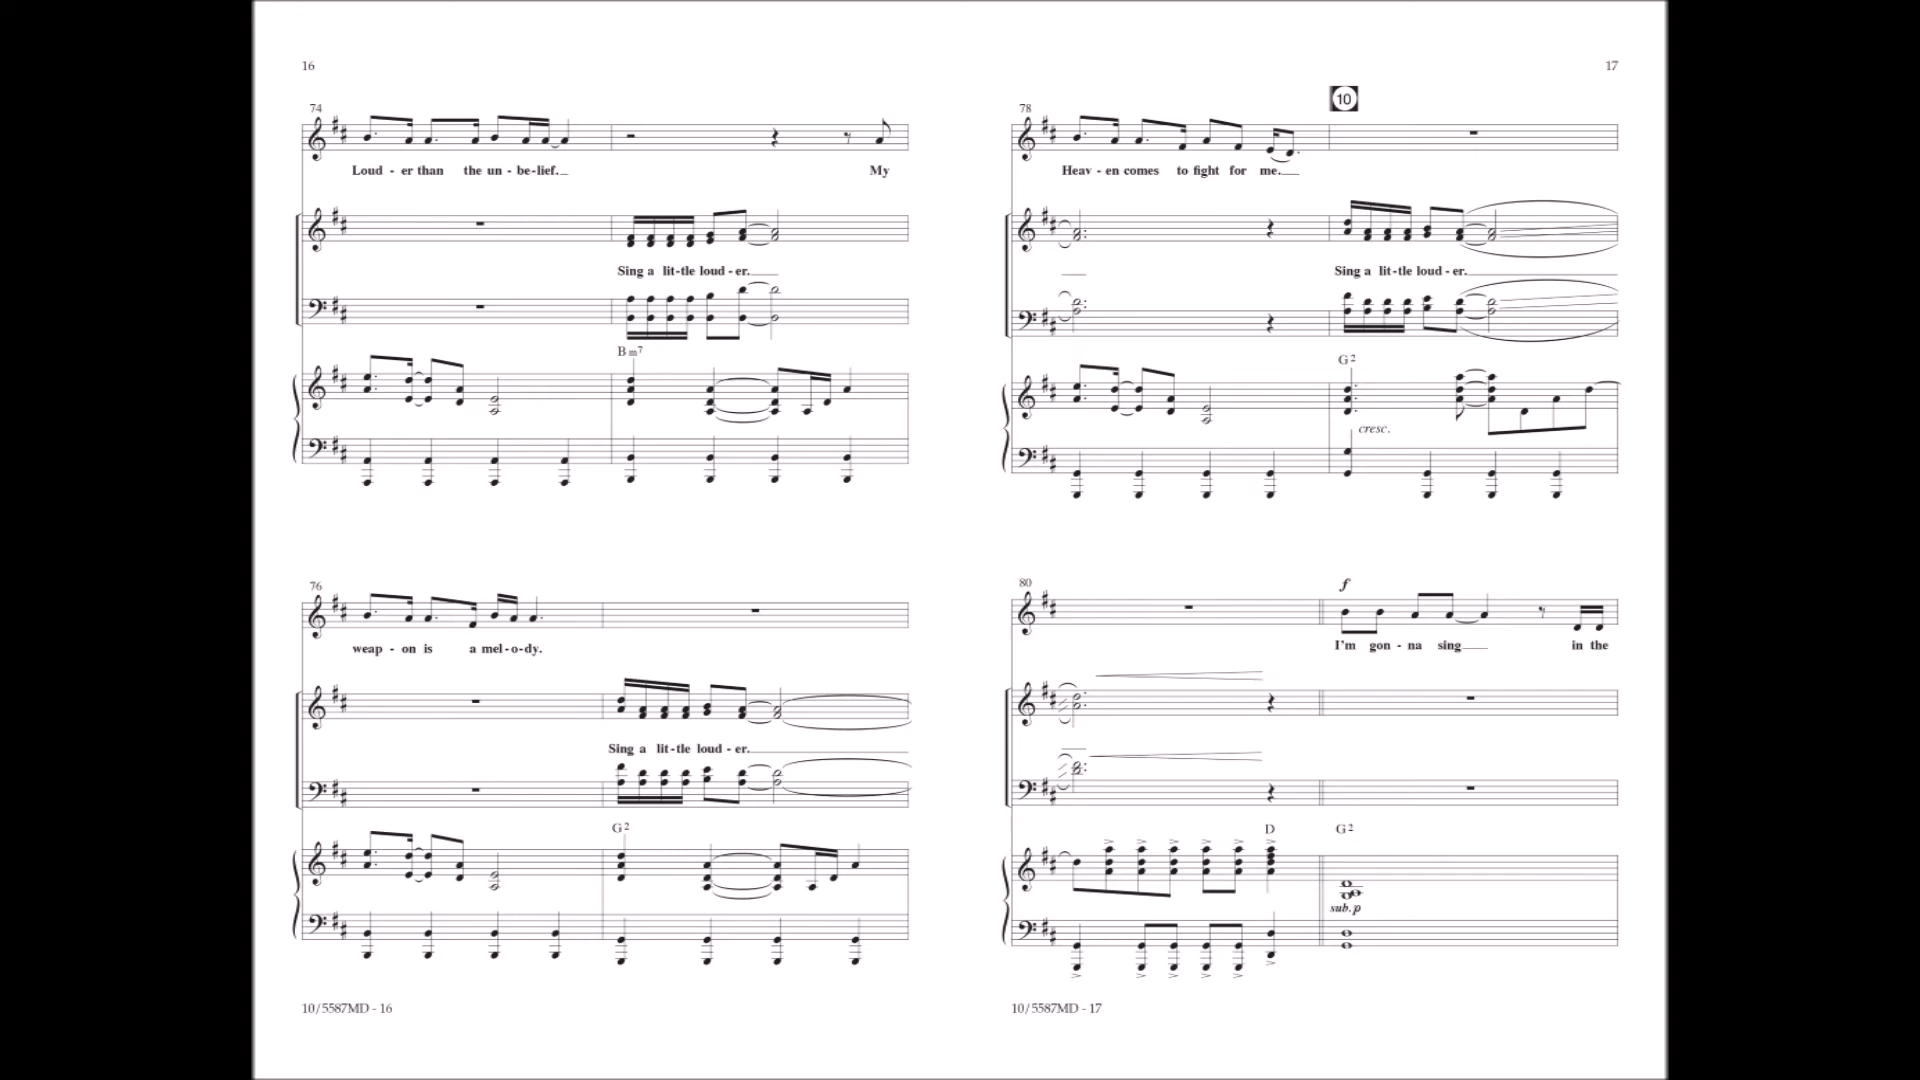 16
74
Loud - er than the un - be - lief. My
Sing a lit - tle loud - er.
Bm7
76
weap - on is a mel - o - dy.
Sing a lit - tle loud - er.
G2
10/5587MD - 16
17
10
78
Heav - en comes to fight for me.
Sing a lit - tle loud - er.
G2
cresc.
80
f
I'm gon - na sing in the
D G2
sub. p
10/5587MD - 17